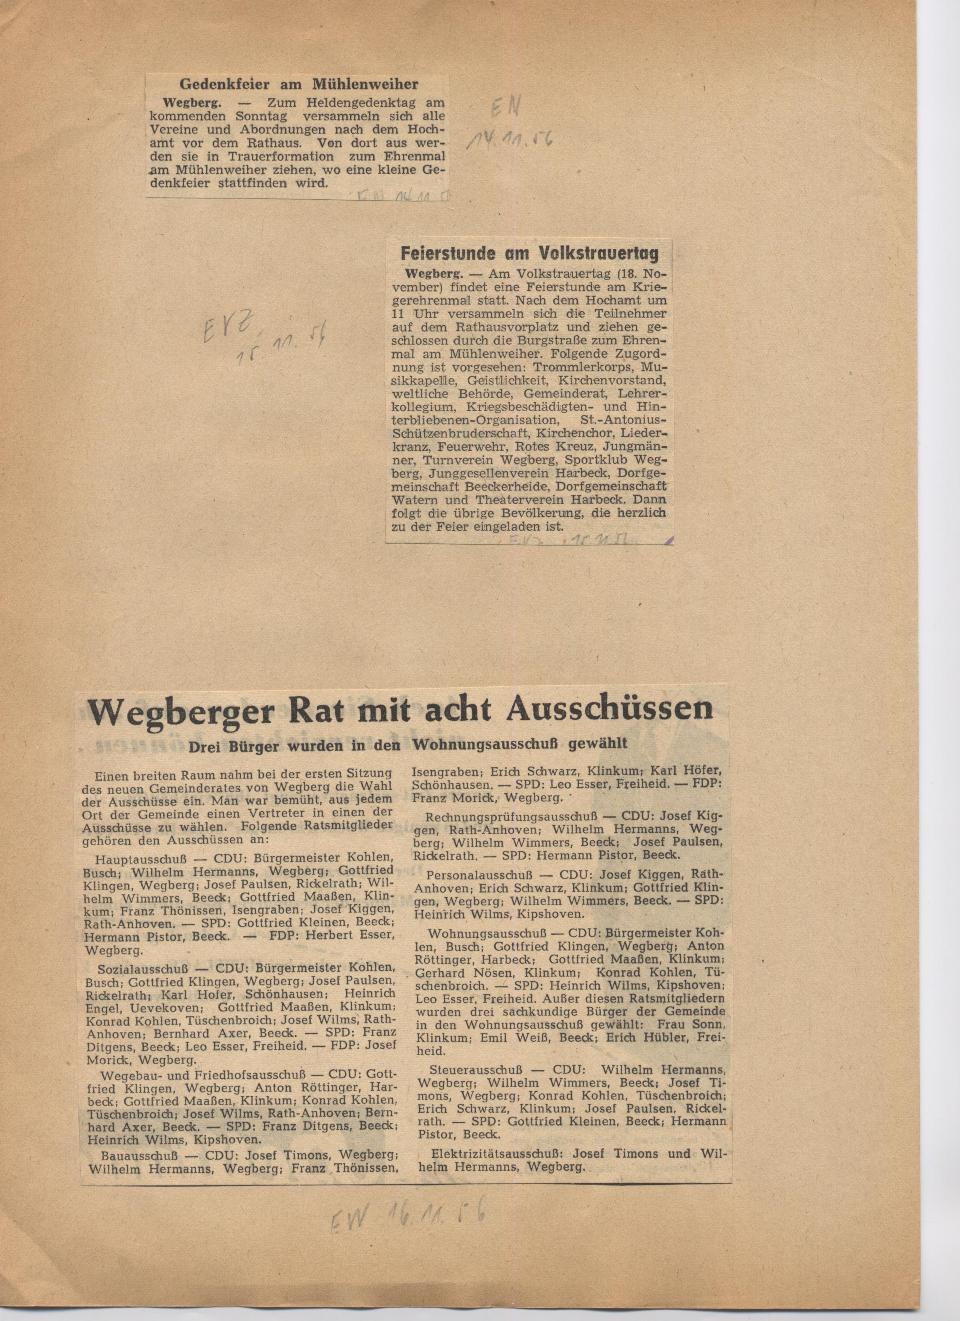 Gedenkfeier am Mühlenweiher
Wegberg. — Zum Heldengedenktag am
kommenden Sonntag versammeln sich alle
Vereine und Abordnungen nach dem Hoch-
amt vor dem Rathaus. Von dort aus wer-
den sie in Trauerformation zum Ehrenmal
am Mühlenweiher ziehen, wo eine kleine Ge-
denkfeier stattfinden wird.
EN 14 11 5
EN
14.11.56
Feierstunde am Volkstrauertag
Wegberg. — Am Volkstrauertag (18. No-
vember) findet eine Feierstunde am Krie-
gerehrenmal statt. Nach dem Hochamt um
11 Uhr versammeln sich die Teilnehmer
auf dem Rathausvorplatz und ziehen ge-
schlossen durch die Burgstraße zum Ehren-
mal am Mühlenweiher. Folgende Zugord-
nung ist vorgesehen: Trommlerkorps, Mu-
sikkapelle, Geistlichkeit, Kirchenvorstand,
weltliche Behörde, Gemeinderat, Lehrer-
kollegium, Kriegsbeschädigten- und Hin-
terbliebenen-Organisation, St.-Antonius-
Schützenbruderschaft, Kirchenchor, Lieder-
kranz, Feuerwehr, Rotes Kreuz, Jungmän-
ner, Turnverein Wegberg, Sportklub Weg-
berg, Junggesellenverein Harbeck, Dorfge-
meinschaft Beeckerheide, Dorfgemeinschaft
Watern und Theaterverein Harbeck. Dann
folgt die übrige Bevölkerung, die herzlich
zu der Feier eingeladen ist.
EVZ 15.11.56
EVZ
15.11.56
Wegberger Rat mit acht Ausschüssen
Drei Bürger wurden in den Wohnungsausschuß gewählt
Einen breiten Raum nahm bei der ersten Sitzung
des neuen Gemeinderates von Wegberg die Wahl
der Ausschüsse ein. Man war bemüht, aus jedem
Ort der Gemeinde einen Vertreter in einen der
Ausschüsse zu wählen. Folgende Ratsmitglieder
gehören den Ausschüssen an:
Hauptausschuß — CDU: Bürgermeister Kohlen,
Busch; Wilhelm Hermanns, Wegberg; Gottfried
Klingen, Wegberg; Josef Paulsen, Rickelrath; Wil-
helm Wimmers, Beeck; Gottfried Maaßen, Klin-
kum; Franz Thönissen, Isengraben; Josef Kiggen,
Rath-Anhoven. — SPD: Gottfried Kleinen, Beeck;
Hermann Pistor, Beeck. — FDP: Herbert Esser,
Wegberg.
Sozialausschuß — CDU: Bürgermeister Kohlen,
Busch; Gottfried Klingen, Wegberg; Josef Paulsen,
Rickelrath; Karl Hofer, Schönhausen; Heinrich
Engel, Uevekoven; Gottfried Maaßen, Klinkum;
Konrad Kohlen, Tüschenbroich; Josef Wilms, Rath-
Anhoven; Bernhard Axer, Beeck. — SPD: Franz
Ditgens, Beeck; Leo Esser, Freiheid. — FDP: Josef
Morick, Wegberg.
Wegebau- und Friedhofsausschuß — CDU: Gott-
fried Klingen, Wegberg; Anton Röttinger, Har-
beck; Gottfried Maaßen, Klinkum; Konrad Kohlen,
Tüschenbroich; Josef Wilms, Rath-Anhoven; Bern-
hard Axer, Beeck. — SPD: Franz Ditgens, Beeck;
Heinrich Wilms, Kipshoven.
Bauausschuß — CDU: Josef Timons, Wegberg;
Wilhelm Hermanns, Wegberg; Franz Thönissen,
Isengraben; Erich Schwarz, Klinkum; Karl Höfer,
Schönhausen. — SPD: Leo Esser, Freiheid. — FDP:
Franz Morick, Wegberg.
Rechnungsprüfungsausschuß — CDU: Josef Kig-
gen, Rath-Anhoven; Wilhelm Hermanns, Weg-
berg; Wilhelm Wimmers, Beeck; Josef Paulsen,
Rickelrath. — SPD: Hermann Pistor, Beeck.
Personalausschuß — CDU: Josef Kiggen, Rath-
Anhoven; Erich Schwarz, Klinkum; Gottfried Klin-
gen, Wegberg; Wilhelm Wimmers, Beeck. — SPD:
Heinrich Wilms, Kipshoven.
Wohnungsausschuß — CDU: Bürgermeister Koh-
len, Busch; Gottfried Klingen, Wegberg; Anton
Röttinger, Harbeck; Gottfried Maaßen, Klinkum;
Gerhard Nösen, Klinkum; Konrad Kohlen, Tü-
schenbroich. — SPD: Heinrich Wilms, Kipshoven;
Leo Esser, Freiheid. Außer diesen Ratsmitgliedern
wurden drei sachkundige Bürger der Gemeinde
in den Wohnungsausschuß gewählt: Frau Sonn,
Klinkum; Emil Weiß, Beeck; Erich Hübler, Frei-
heid.
Steuerausschuß — CDU: Wilhelm Hermanns,
Wegberg; Wilhelm Wimmers, Beeck; Josef Ti-
mons, Wegberg; Konrad Kohlen, Tüschenbroich;
Erich Schwarz, Klinkum; Josef Paulsen, Rickel-
rath. — SPD: Gottfried Kleinen, Beeck; Hermann
Pistor, Beeck.
Elektrizitätsausschuß: Josef Timons und Wil-
helm Hermanns, Wegberg.
EW 16.11.56